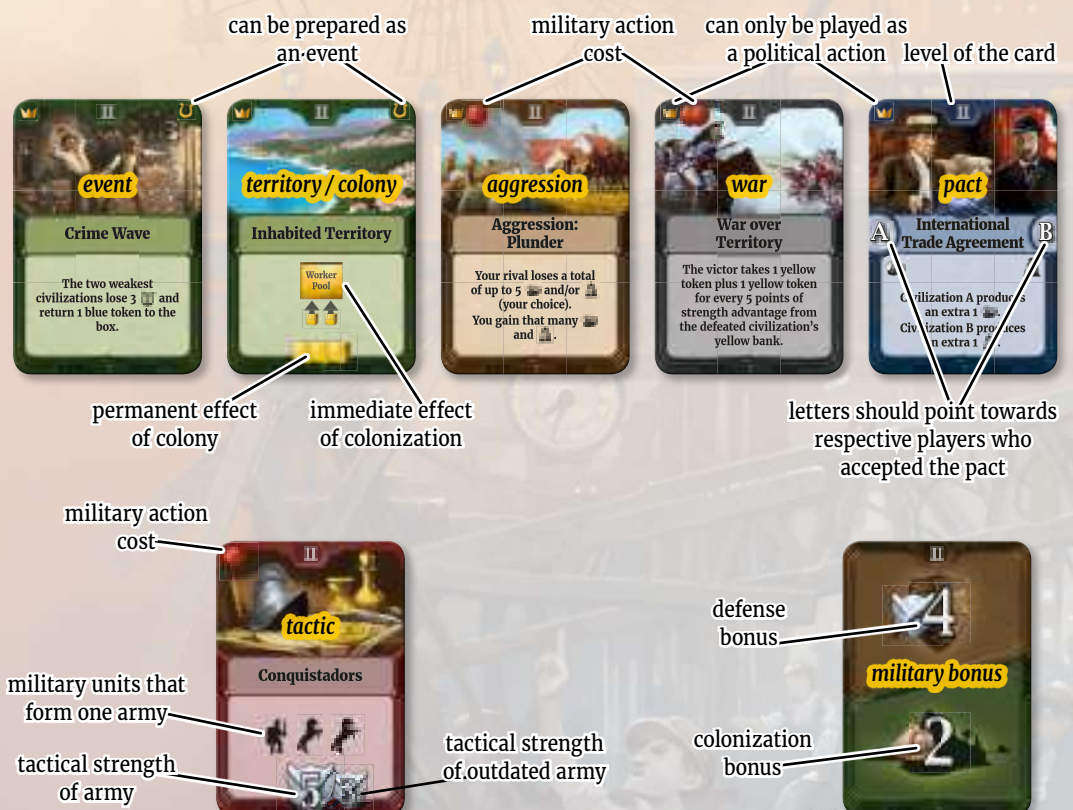 can be prepared as
an event
military action
cost
can only be played as
a political action
level of the card
II
event
Crime Wave
The two weakest
civilizations lose 3 and
return 1 blue token to the
box.
II
territory / colony
Inhabited Territory
Worker
Pool
II
aggression
Aggression:
Plunder
Your rival loses a total
of up to 5 and/or
(your choice).
You gain that many
and .
II
war
War over
Territory
The victor takes 1 yellow
token plus 1 yellow token
for every 5 points of
strength advantage from
the defeated civilization's
yellow bank.
II
pact
A
International
Trade Agreement
B
Civilization A produces
an extra 1 .
Civilization B produces
an extra 1 .
permanent effect
of colony
immediate effect
of colonization
letters should point towards
respective players who
accepted the pact
military action
cost
II
tactic
Conquistadors
military units that
form one army
tactical strength
of army
5
3
tactical strength
of outdated army
II
defense
bonus
4
military bonus
colonization
bonus
2